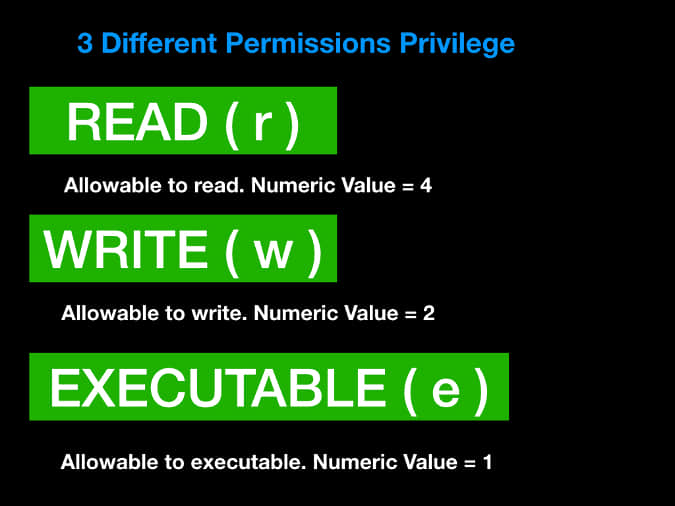 3 Different Permissions Privilege
READ ( r )
Allowable to read. Numeric Value = 4
WRITE ( w )
Allowable to write. Numeric Value = 2
EXECUTABLE ( e )
Allowable to executable. Numeric Value = 1